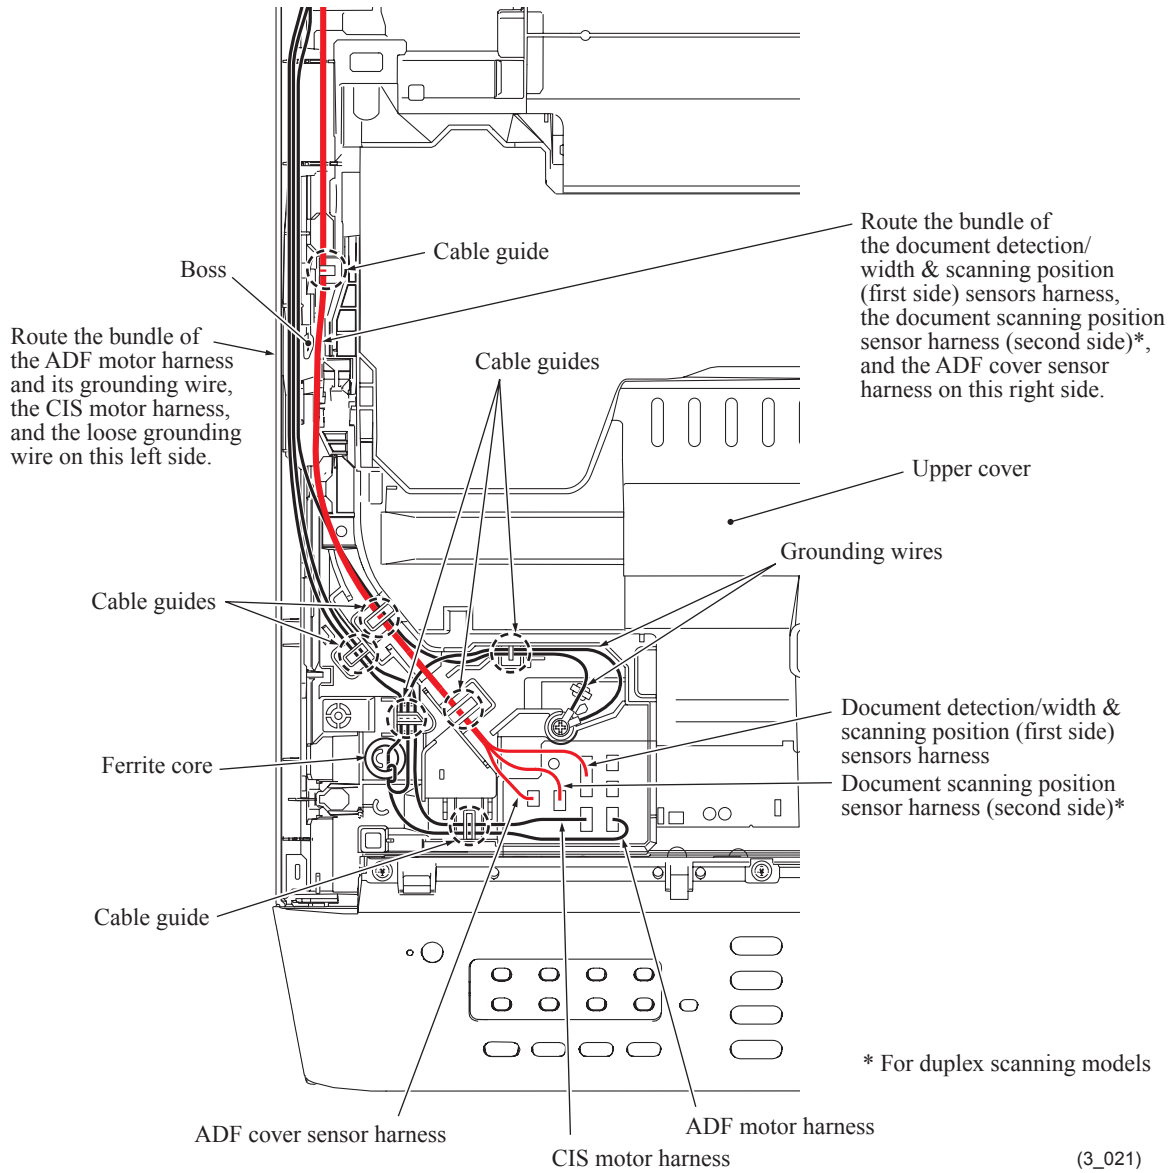 Route the bundle of
the document detection/
width & scanning position
(first side) sensors harness,
the document scanning position
sensor harness (second side)*,
and the ADF cover sensor
harness on this right side.
Cable guide
Boss
Route the bundle of
the ADF motor harness
and its grounding wire,
the CIS motor harness,
and the loose grounding
wire on this left side.
Cable guides
Upper cover
Grounding wires
Cable guides
Document detection/width &
scanning position (first side)
sensors harness
Ferrite core
Document scanning position
sensor harness (second side)*
Cable guide
* For duplex scanning models
ADF cover sensor harness
ADF motor harness
CIS motor harness
(3_021)